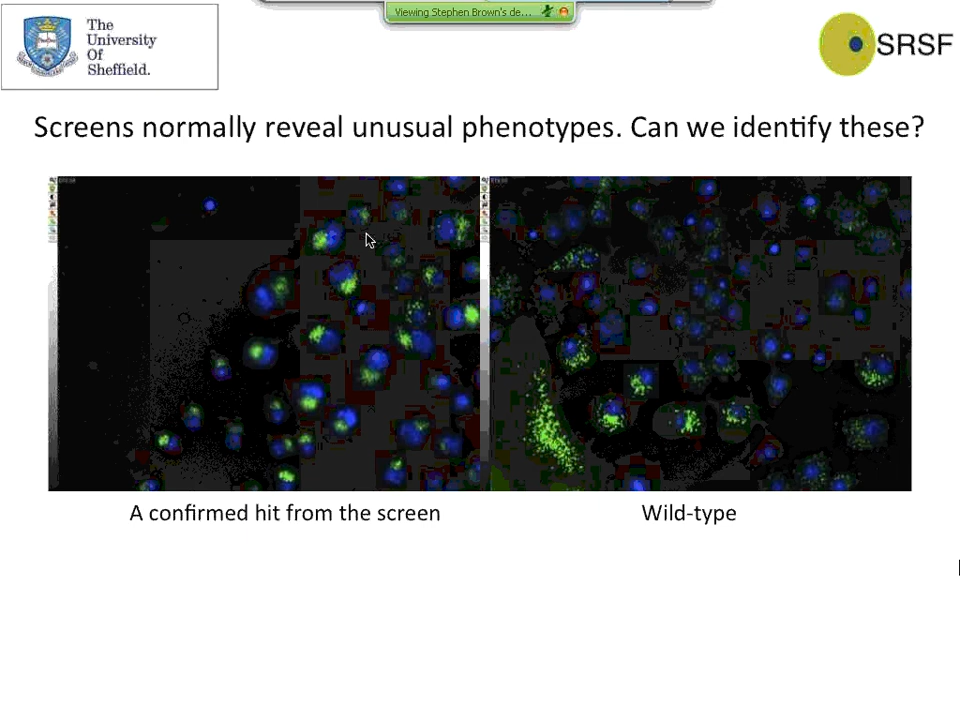 Viewing Stephen Brown's de...
The
University
Of
Sheffield.
SRSF
Screens normally reveal unusual phenotypes. Can we identify these?
A confirmed hit from the screen
Wild-type